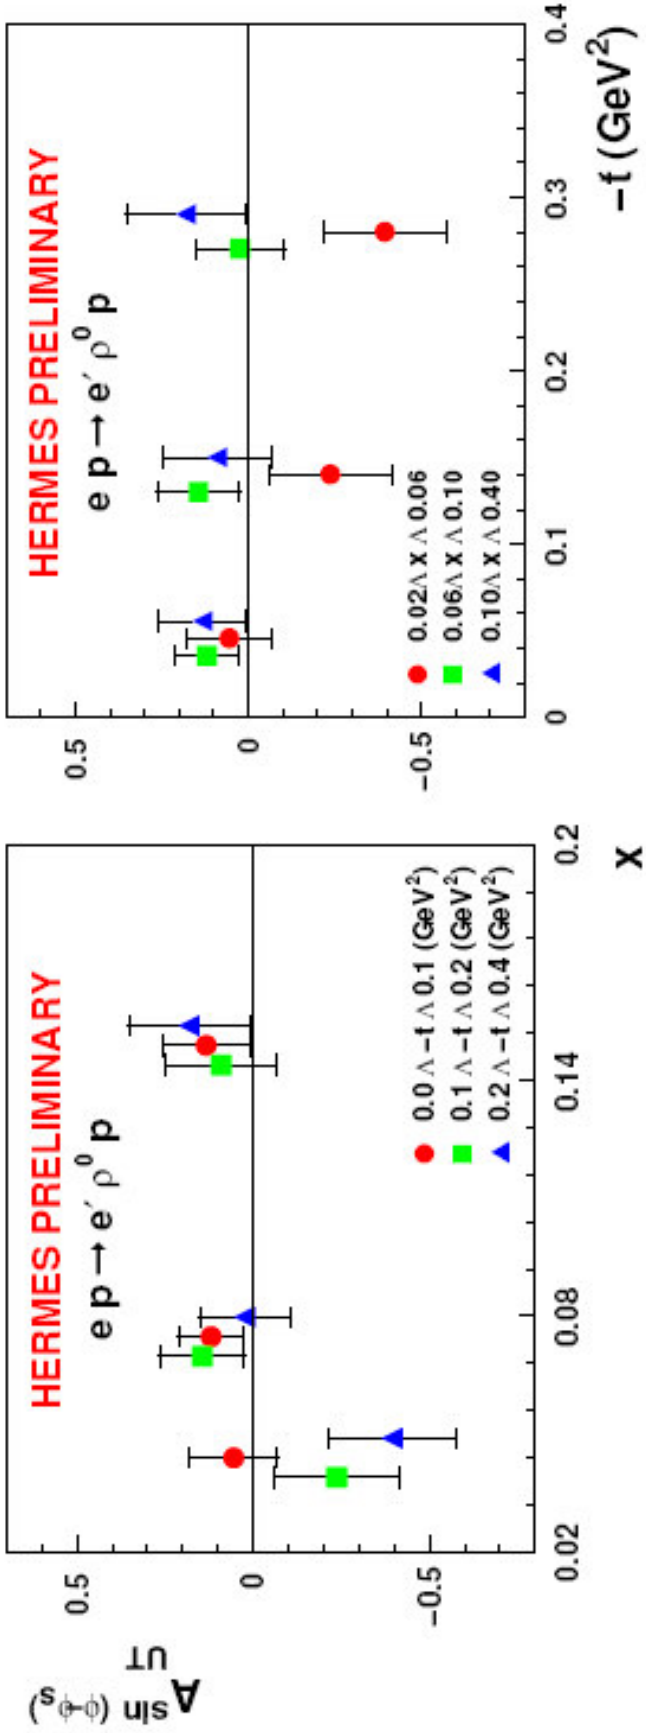 HERMES PRELIMINARY
e p → e′ ρ⁰ p
A sin (ϕ-ϕ_S) UT
0.5
0
-0.5
0.0 < -t < 0.1 (GeV²)
0.1 < -t < 0.2 (GeV²)
0.2 < -t < 0.4 (GeV²)
0.02
0.08
0.14
0.2
x
HERMES PRELIMINARY
e p → e′ ρ⁰ p
0.5
0
-0.5
0.02< x < 0.06
0.06< x < 0.10
0.10< x < 0.40
0
0.1
0.2
0.3
0.4
-t (GeV²)